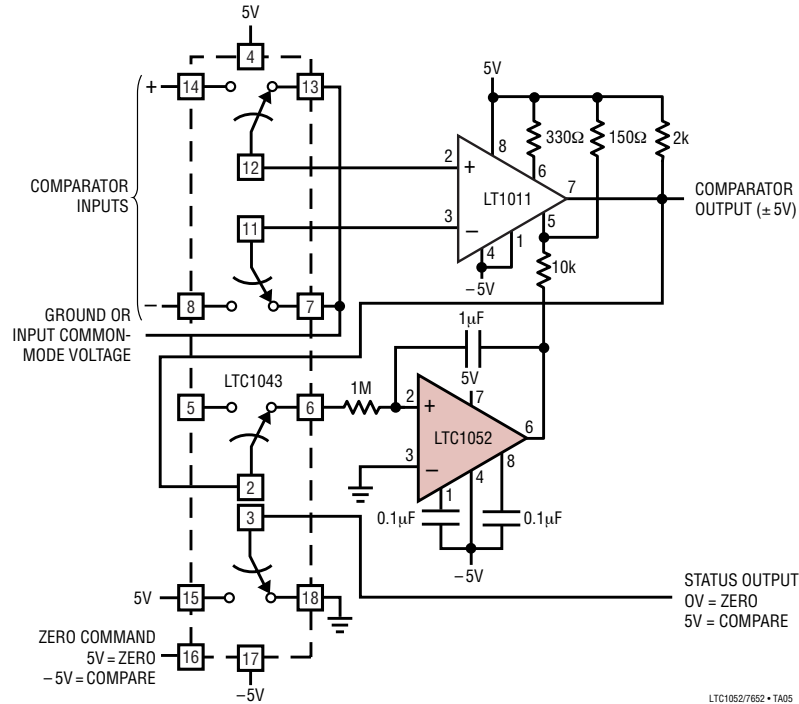 5V
4
+
14
13
12
COMPARATOR
INPUTS
11
−
8
7
GROUND OR
INPUT COMMON-
MODE VOLTAGE
5V
8
330Ω
150Ω
2k
2
+
6
LT1011
7
COMPARATOR
OUTPUT (±5V)
3
−
5
1
4
–5V
10k
1µF
LTC1043
5
6
1M
5V
7
2
+
LTC1052
6
3
−
8
1
4
2
3
0.1µF
0.1µF
–5V
5V
15
18
STATUS OUTPUT
0V = ZERO
5V = COMPARE
ZERO COMMAND
5V = ZERO
–5V = COMPARE
16
17
–5V
LTC1052/7652 • TA05